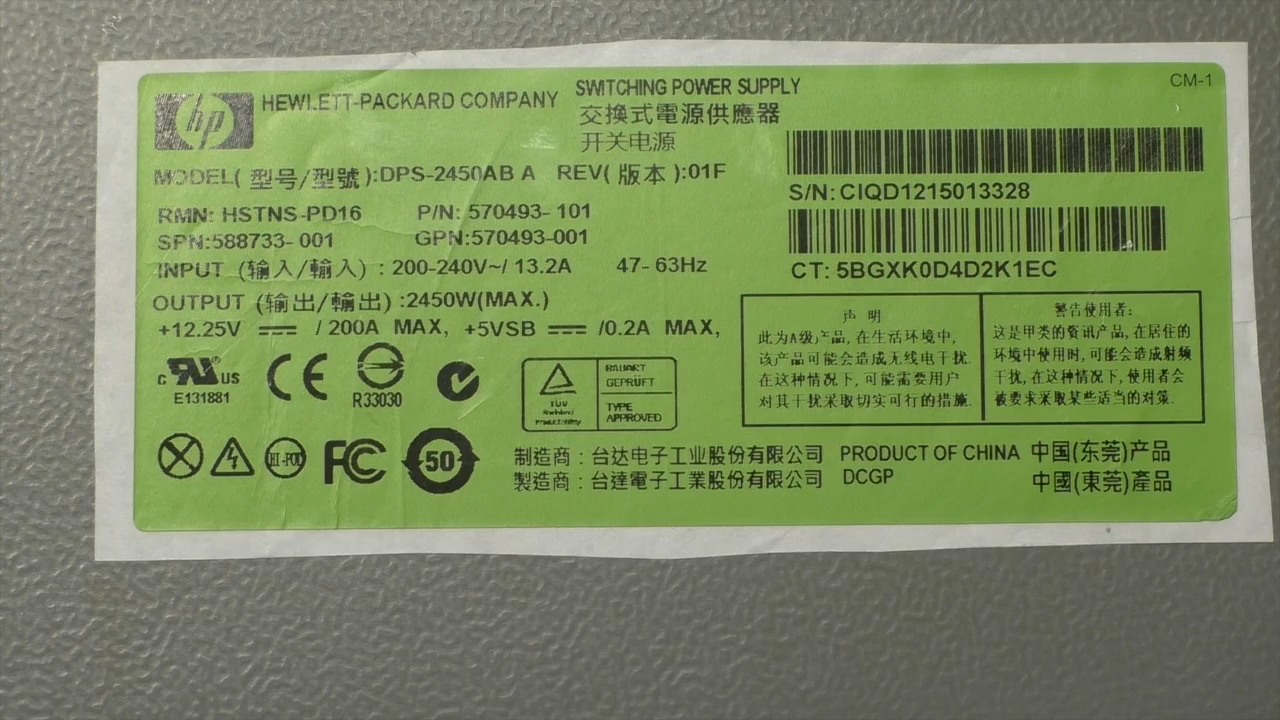 hp HEWLETT-PACKARD COMPANY
SWITCHING POWER SUPPLY
交換式電源供應器
开关电源
CM-1
MODEL(型号/型號):DPS-2450AB A REV(版本):01F
RMN: HSTNS-PD16 P/N: 570493-101
SPN:588733-001 GPN:570493-001
INPUT (输入/輸入) : 200-240V~/ 13.2A 47-63Hz
OUTPUT (输出/輸出) :2450W(MAX.)
+12.25V / 200A MAX, +5VSB /0.2A MAX,
S/N: CIQD1215013328
CT: 5BGXK0D4D2K1EC
声 明
此为A级产品, 在生活环境中,
该产品可能会造成无线电干扰.
在这种情况下, 可能需要用户
对其干扰采取切实可行的措施.
警告使用者:
这是甲类的资讯产品, 在居住的
环境中使用时, 可能会造成射频
干扰, 在这种情况下, 使用者会
被要求采取某些适当的对策.
c RU US
E131881
CE
R33030
TÜV
Rheinland
BAUART
GEPRÜFT
TYPE
APPROVED
HI-POT
FC
50
制造商 : 台达电子工业股份有限公司 PRODUCT OF CHINA 中国(东莞)产品
製造商 : 台達電子工業股份有限公司 DCGP 中國(東莞)產品